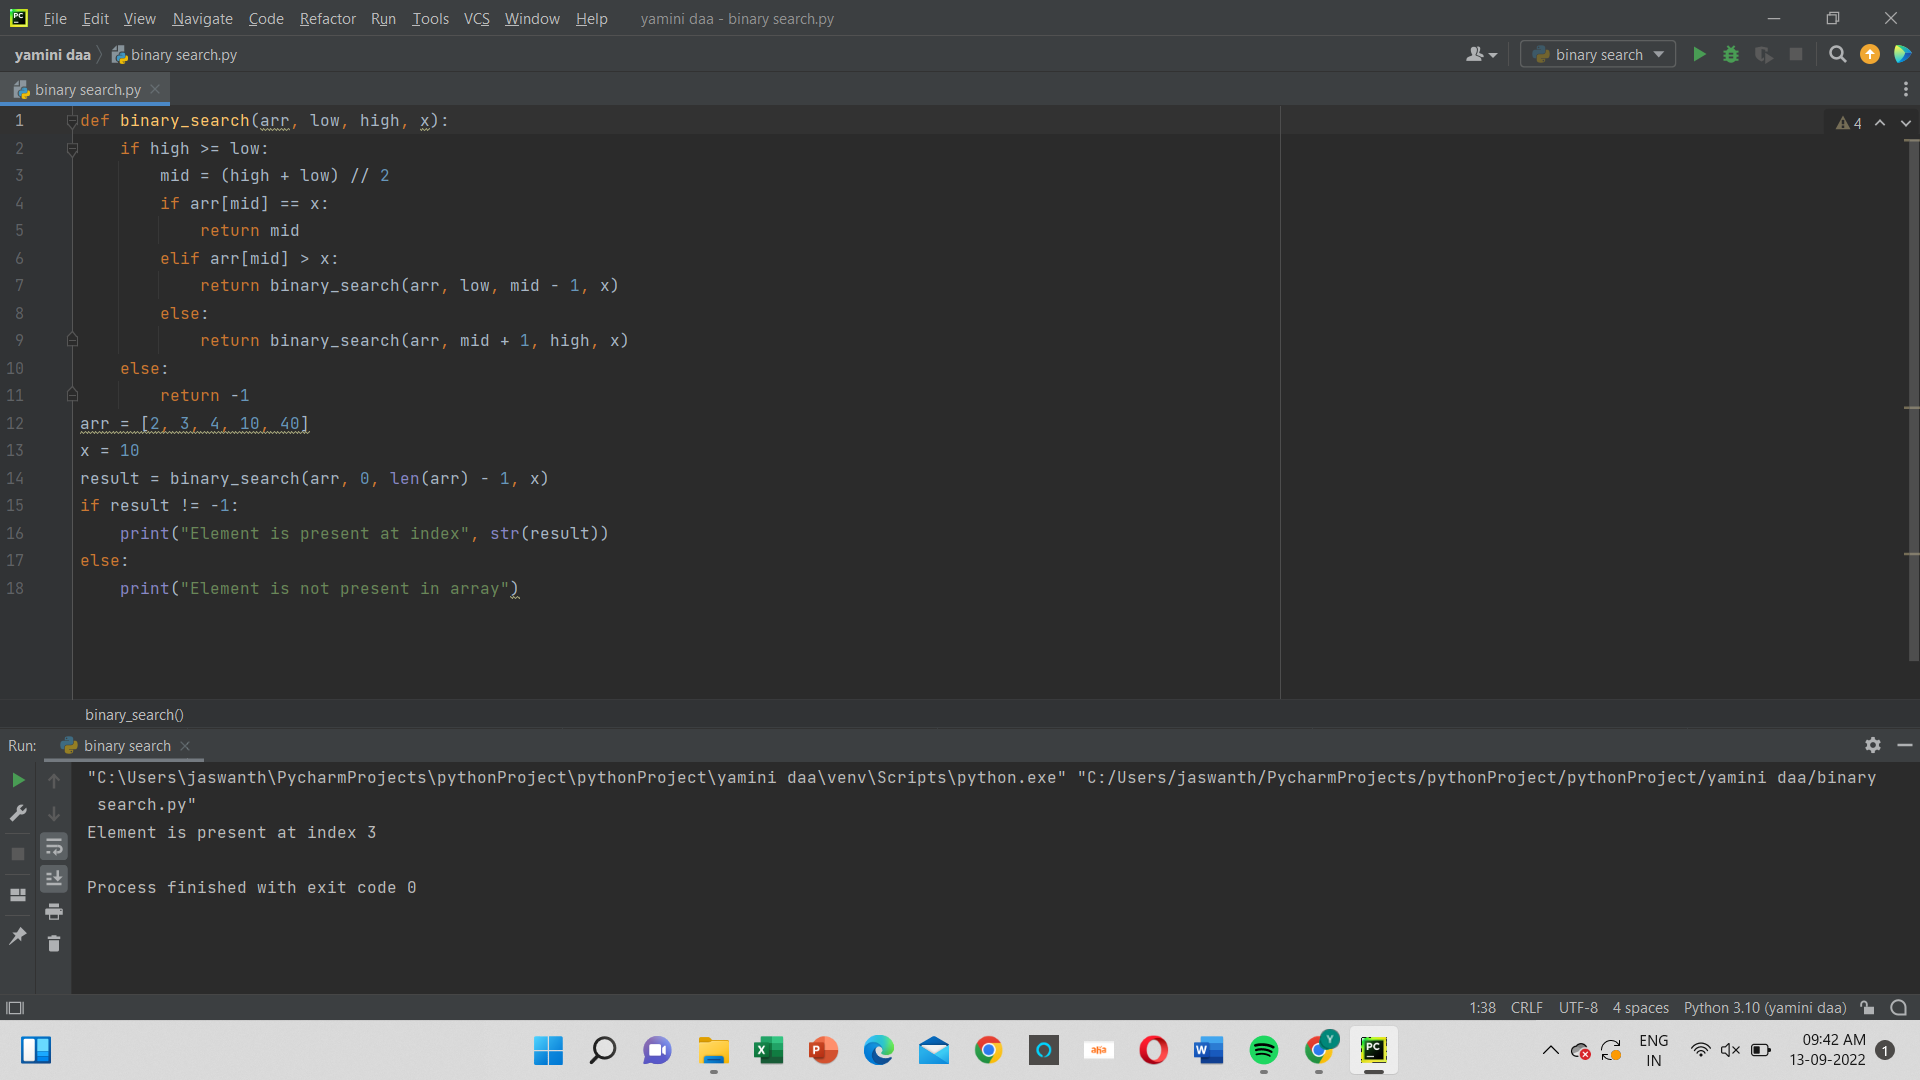 File Edit View Navigate Code Refactor Run Tools VCS Window Help yamini daa - binary search.py
yamini daa binary search.py
binary search
binary search.py
4
1 def binary_search(arr, low, high, x):
2 if high >= low:
3 mid = (high + low) // 2
4 if arr[mid] == x:
5 return mid
6 elif arr[mid] > x:
7 return binary_search(arr, low, mid - 1, x)
8 else:
9 return binary_search(arr, mid + 1, high, x)
10 else:
11 return -1
12 arr = [2, 3, 4, 10, 40]
13 x = 10
14 result = binary_search(arr, 0, len(arr) - 1, x)
15 if result != -1:
16 print("Element is present at index", str(result))
17 else:
18 print("Element is not present in array")
binary_search()
Run: binary search
"C:\Users\jaswanth\PycharmProjects\pythonProject\pythonProject\yamini daa\venv\Scripts\python.exe" "C:/Users/jaswanth/PycharmProjects/pythonProject/pythonProject/yamini daa/binary
search.py"
Element is present at index 3
Process finished with exit code 0
1:38 CRLF UTF-8 4 spaces Python 3.10 (yamini daa)
ENG
IN
09:42 AM
13-09-2022
1